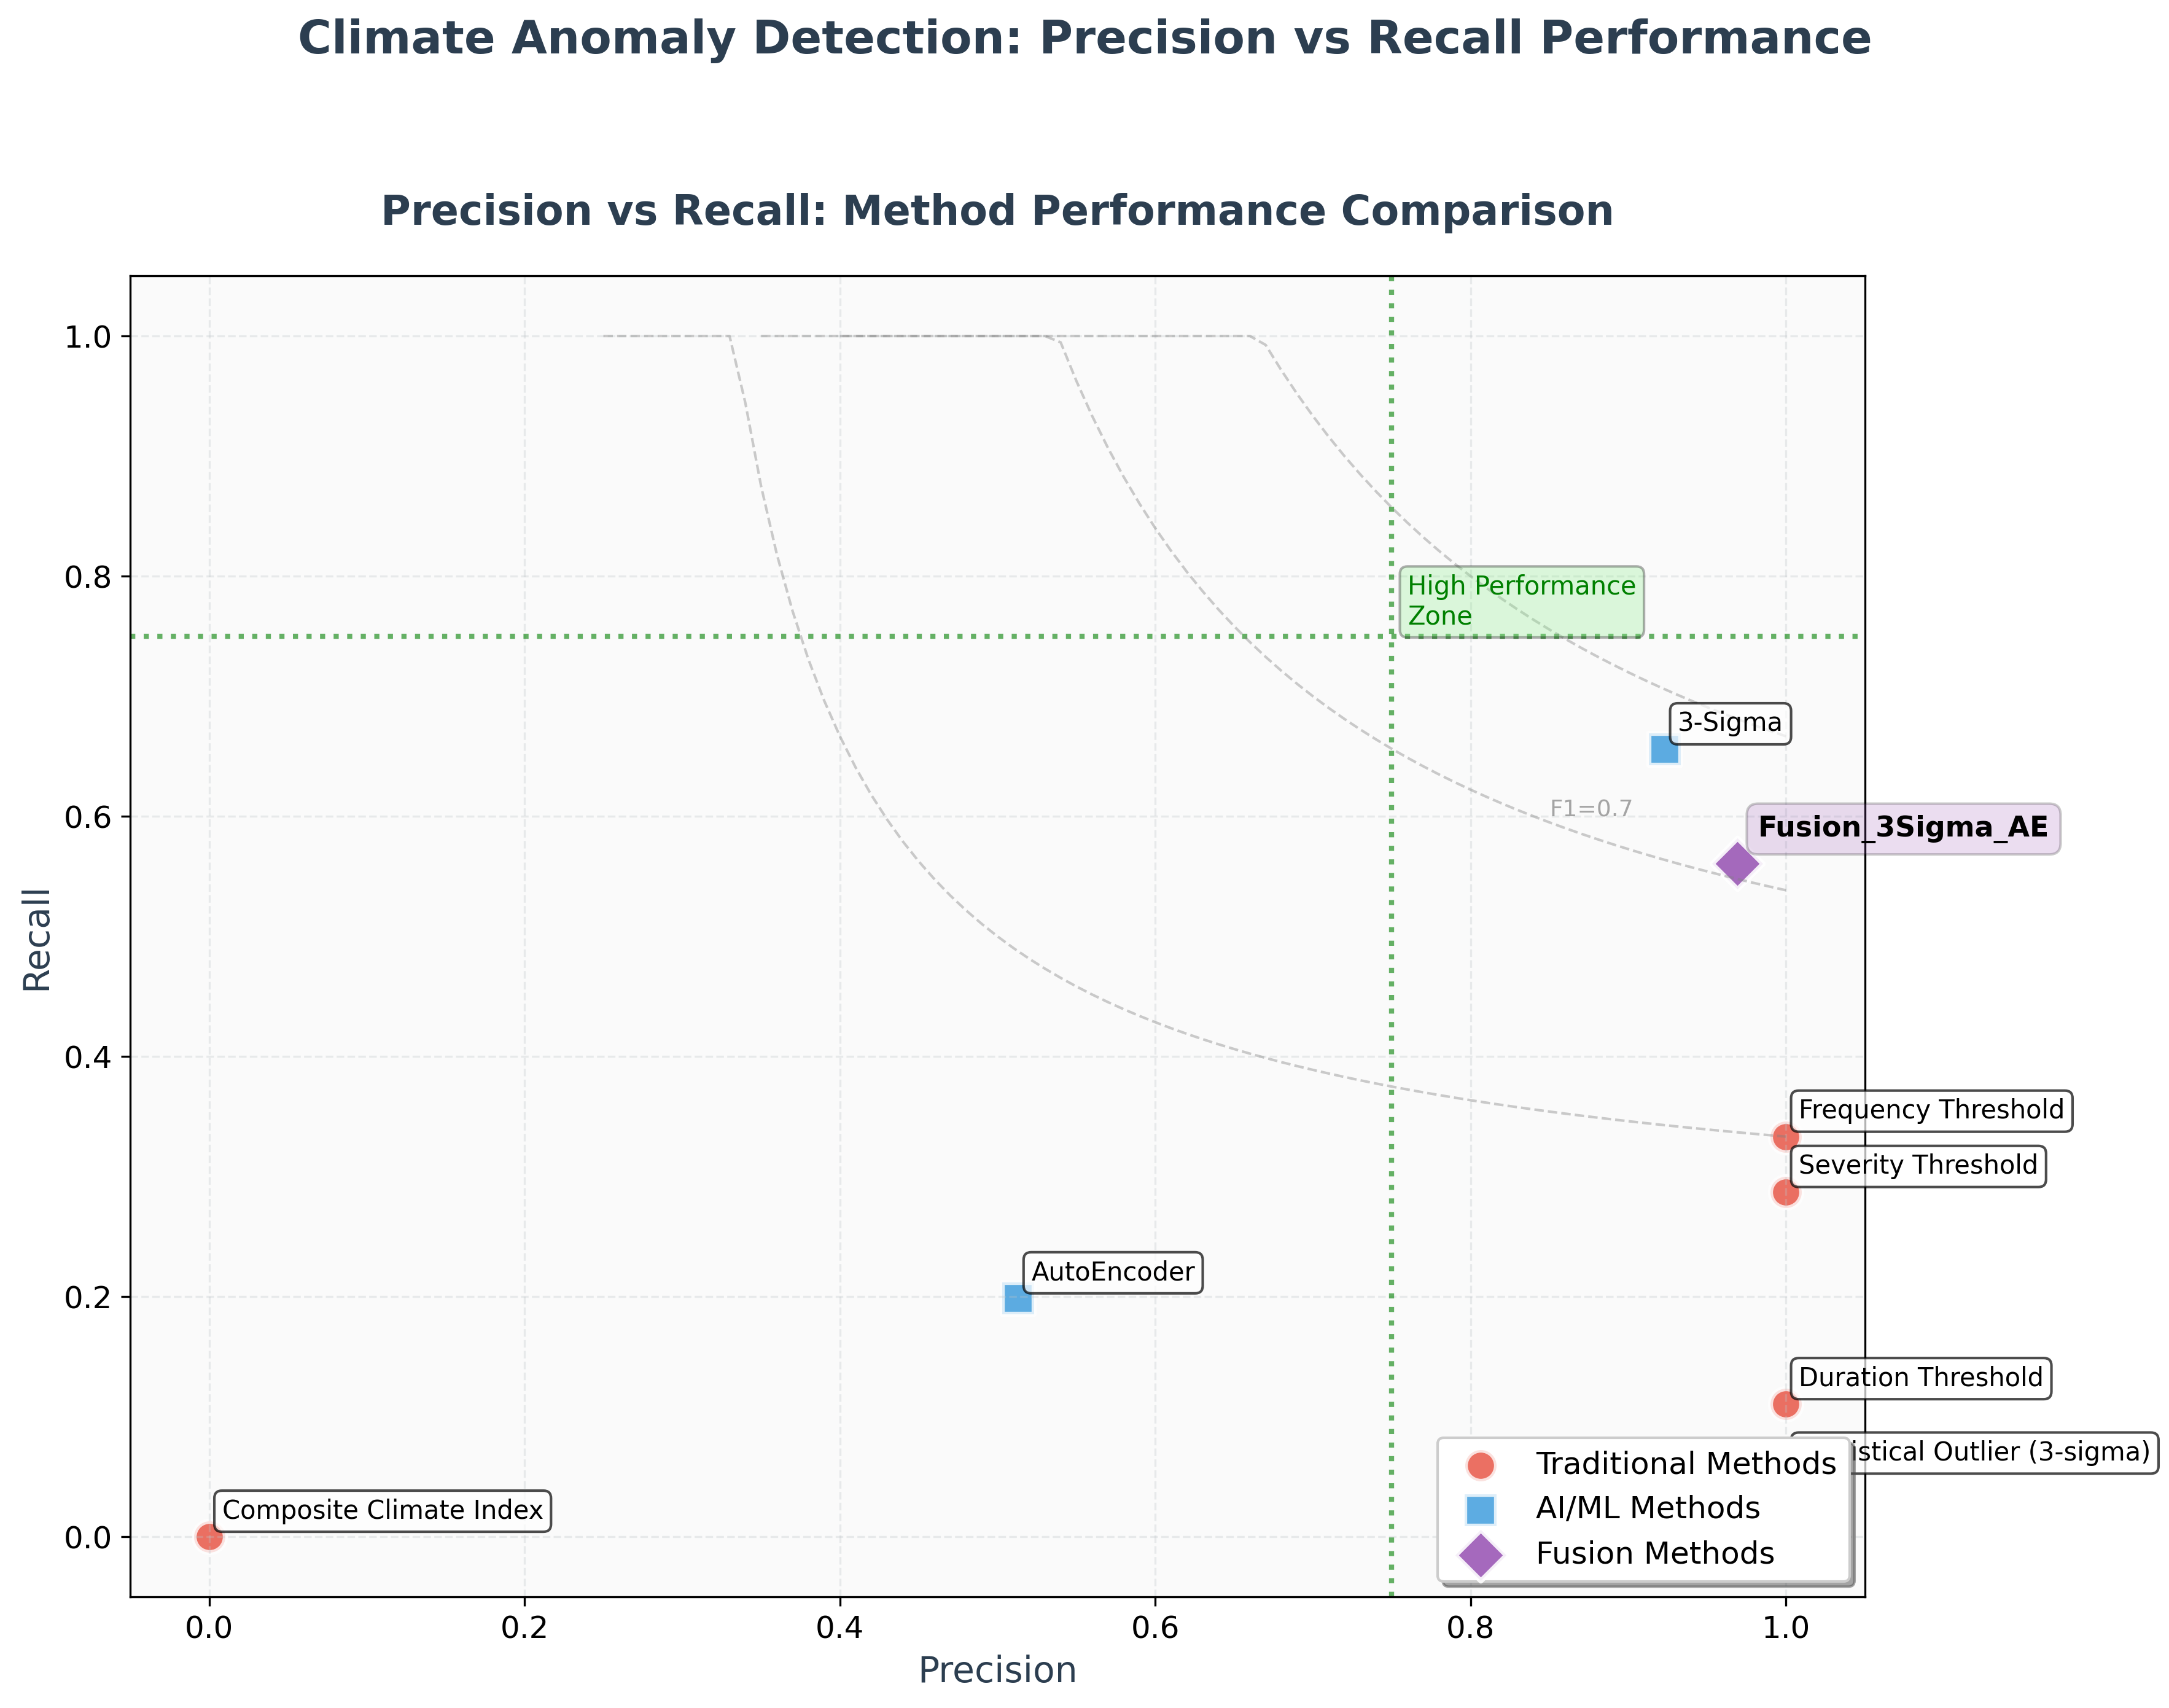 Climate Anomaly Detection: Precision vs Recall Performance
Precision vs Recall: Method Performance Comparison
1.0
0.8
0.6
0.4
0.2
0.0
Recall
High Performance
Zone
3-Sigma
F1=0.7
Fusion_3Sigma_AE
Frequency Threshold
Severity Threshold
AutoEncoder
Duration Threshold
Outlier (3-sigma)
Composite Climate Index
Traditional Methods
AI/ML Methods
Fusion Methods
0.0
0.2
0.4
0.6
0.8
1.0
Precision